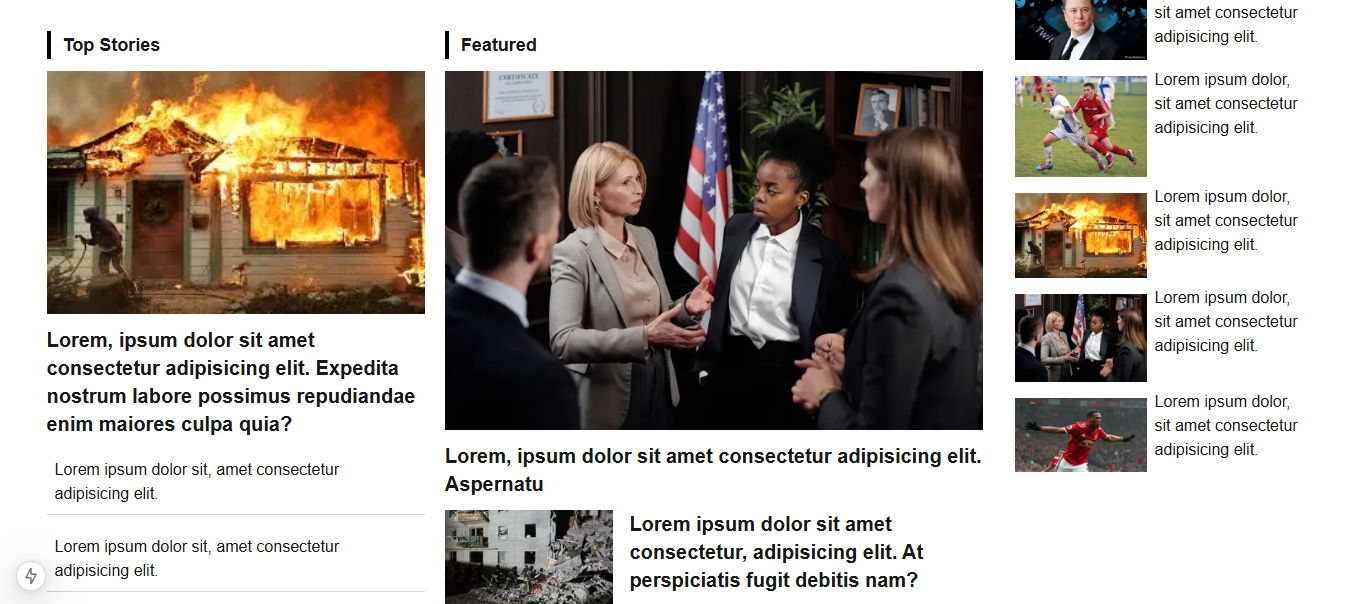 Top Stories
Lorem, ipsum dolor sit amet
consectetur adipisicing elit. Expedita
nostrum labore possimus repudiandae
enim maiores culpa quia?
Lorem ipsum dolor sit, amet consectetur
adipisicing elit.
Lorem ipsum dolor sit, amet consectetur
adipisicing elit.
Featured
CERTIFICATE
Lorem, ipsum dolor sit amet consectetur adipisicing elit.
Aspernatu
Lorem ipsum dolor sit amet
consectetur, adipisicing elit. At
perspiciatis fugit debitis nam?
Twit
sit amet consectetur
adipisicing elit.
Lorem ipsum dolor,
sit amet consectetur
adipisicing elit.
Lorem ipsum dolor,
sit amet consectetur
adipisicing elit.
Lorem ipsum dolor,
sit amet consectetur
adipisicing elit.
Lorem ipsum dolor,
sit amet consectetur
adipisicing elit.